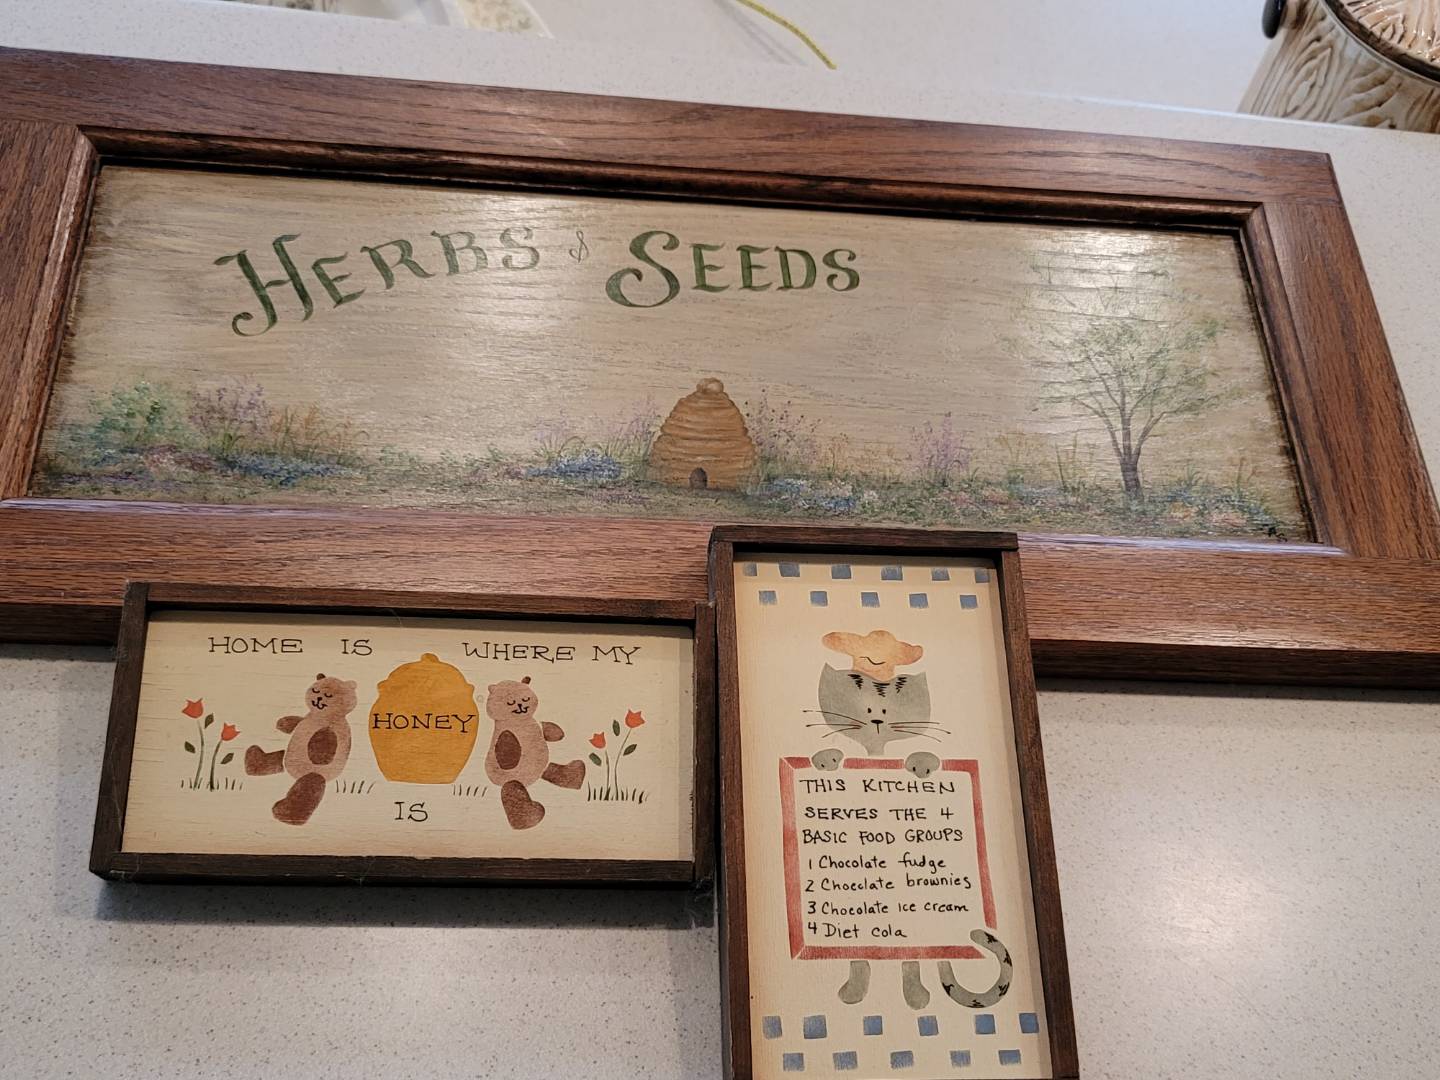 HERBS & SEEDS
HOME IS WHERE MY
HONEY
IS
THIS KITCHEN
SERVES THE 4
BASIC FOOD GROUPS
1 Chocolate fudge
2 Chocolate brownies
3 Chocolate Ice cream
4 Diet cola